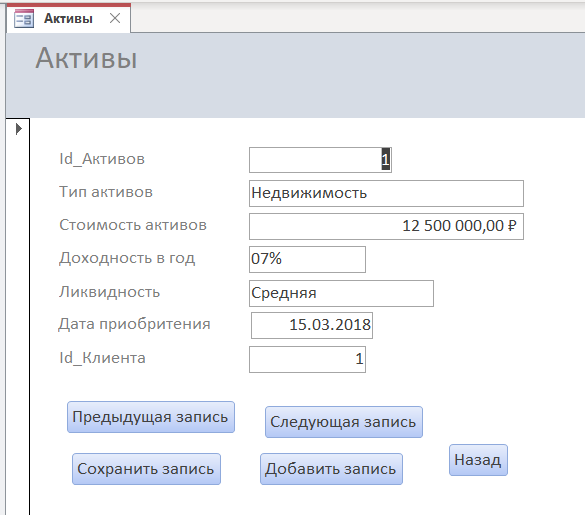 Активы
Активы
Id_Активов 1
Тип активов Недвижимость
Стоимость активов 12 500 000,00 ₽
Доходность в год 07%
Ликвидность Средняя
Дата приобритения 15.03.2018
Id_Клиента 1
Предыдущая запись Следующая запись
Сохранить запись Добавить запись Назад